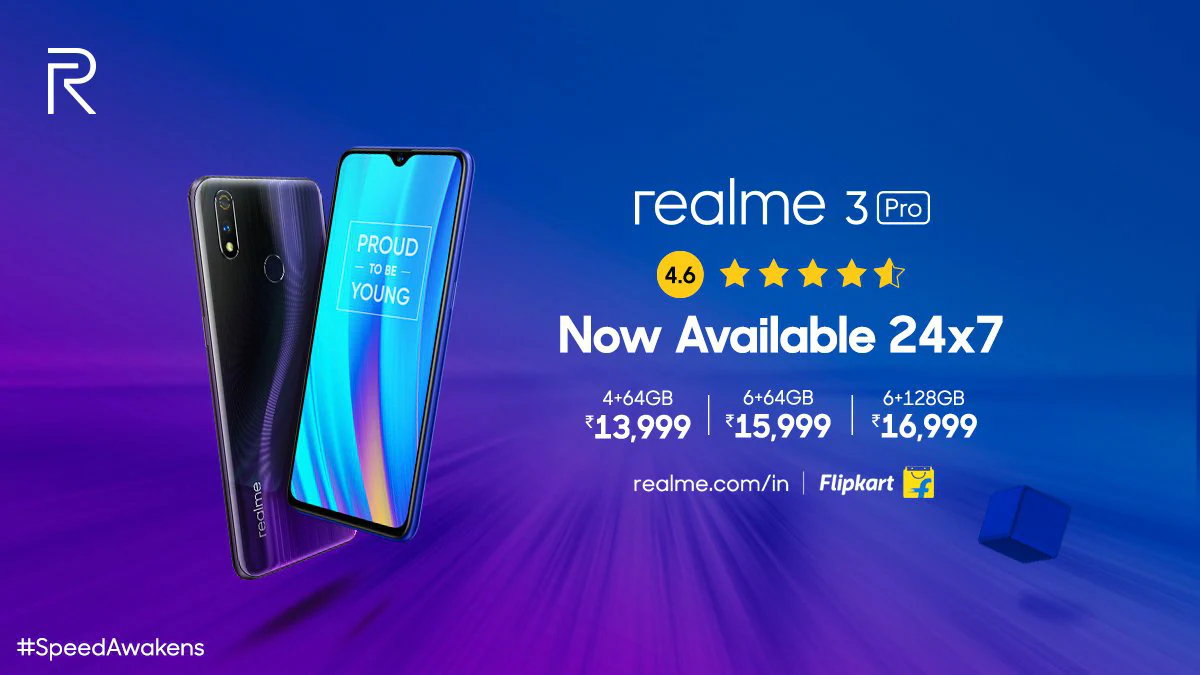 R
realme 3 Pro
4.6
Now Available 24x7
4+64GB
₹13,999
6+64GB
₹15,999
6+128GB
₹16,999
realme.com/in
Flipkart
PROUD
TO BE
YOUNG
realme
#SpeedAwakens